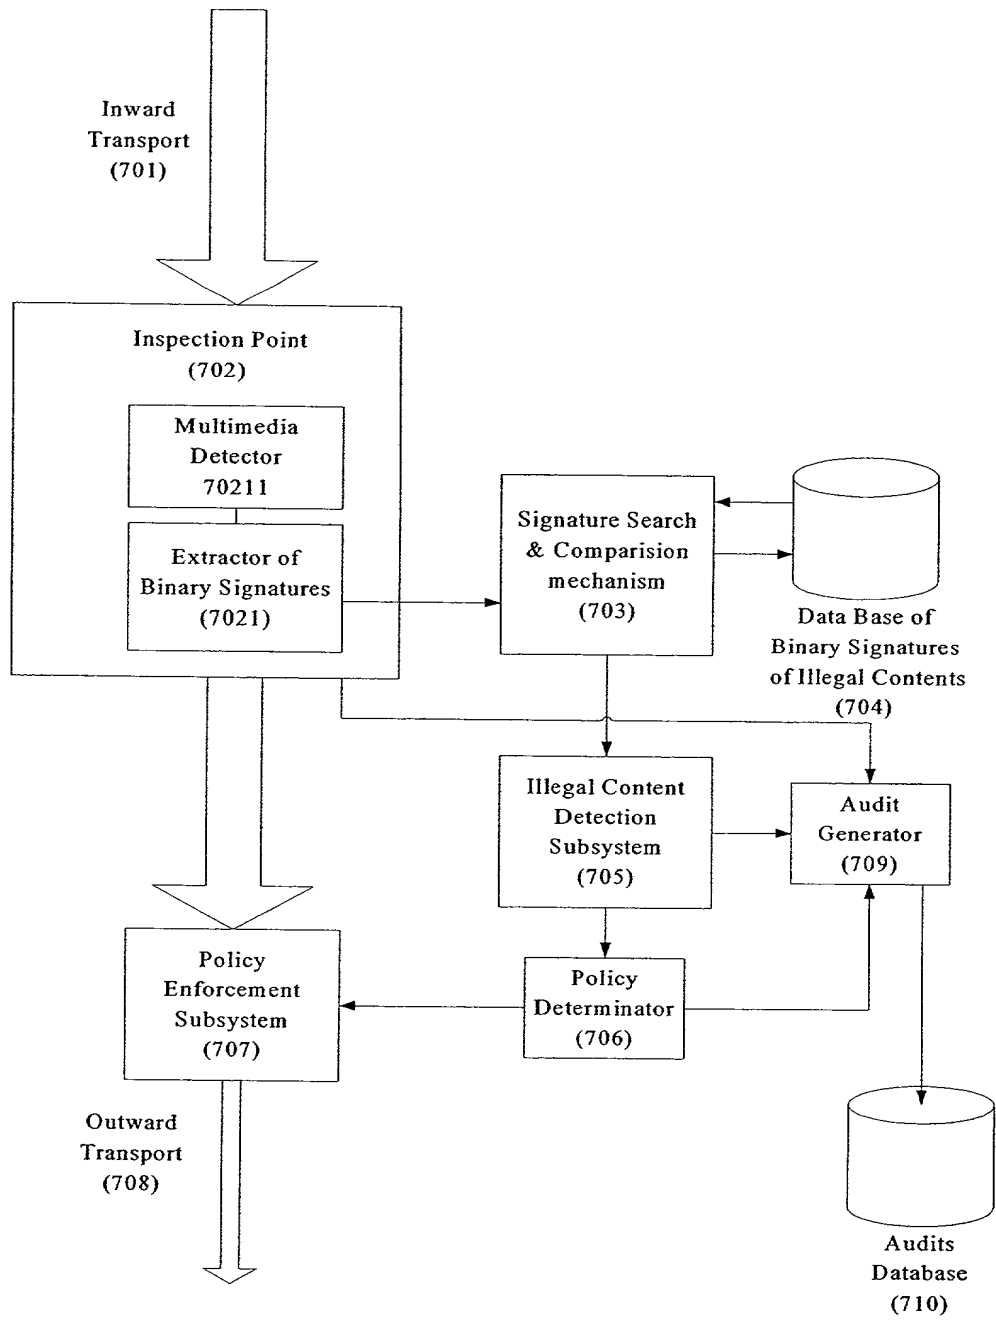 Inward
Transport
(701)
Inspection Point
(702)
Multimedia
Detector
70211
Extractor of
Binary Signatures
(7021)
Signature Search
& Comparision
mechanism
(703)
Data Base of
Binary Signatures
of Illegal Contents
(704)
Illegal Content
Detection
Subsystem
(705)
Audit
Generator
(709)
Policy
Enforcement
Subsystem
(707)
Policy
Determinator
(706)
Outward
Transport
(708)
Audits
Database
(710)